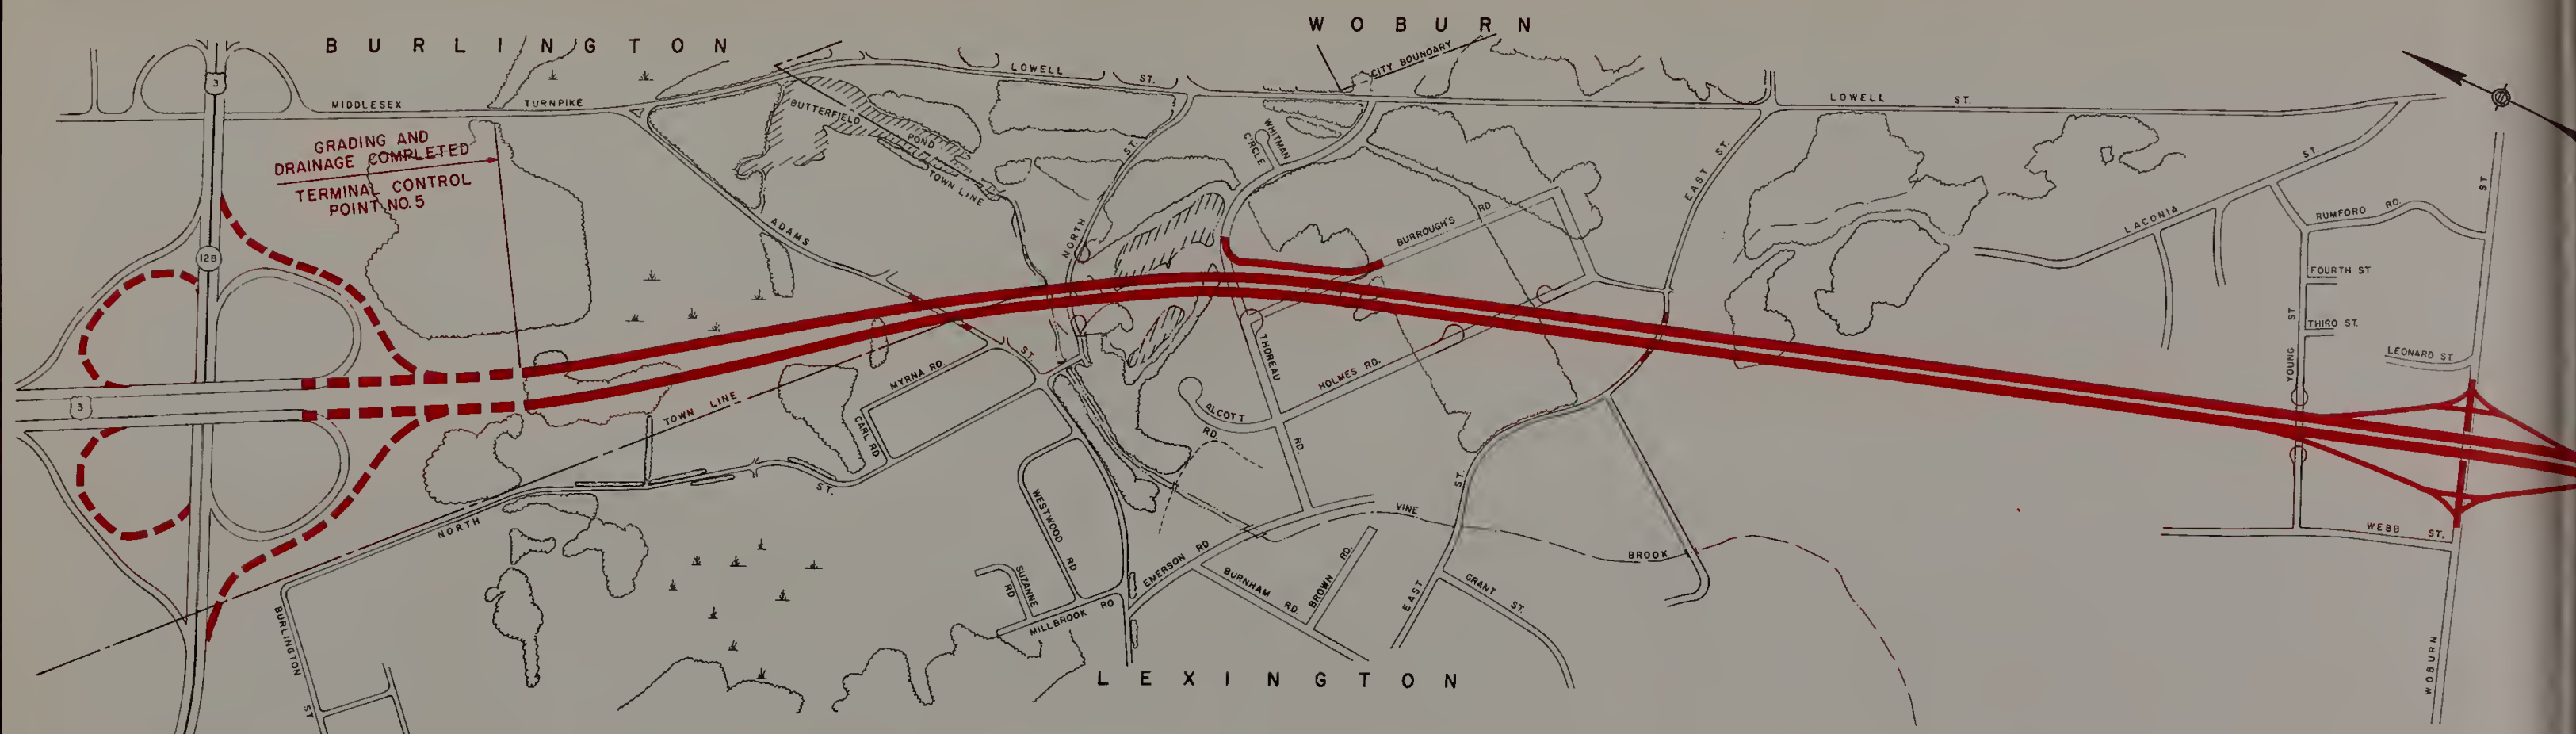 WOBURN
BURLINGTON
CITY BOUNDARY
LOWELL ST.
LOWELL ST.
3
MIDDLESEX TURNPIKE
BUTTERFIELD
POND
TOWN LINE
GRADING AND
DRAINAGE COMPLETED
TERMINAL CONTROL
POINT NO. 5
WHITMAN
CIRCLE
NORTH ST.
EAST ST.
LACONIA ST.
ST
RUMFORD RD.
ADAMS
BURROUGH'S RD
128
FOURTH ST
THIRD ST.
YOUNG ST
LEONARD ST.
3
TOWN LINE
MYRNA RD.
ST.
CARL RD
THOREAU
HOLMES RD.
ALCOTT
RD.
RD.
NORTH
ST.
WESTWOOD RD.
ST.
VINE
BROOK
WEBB ST.
EMERSON RD
SUZANNE
RD
BURNHAM RD.
BROWN RD.
EAST
GRANT ST.
MILLBROOK RD
BURLINGTON
ST
LEXINGTON
WOBURN